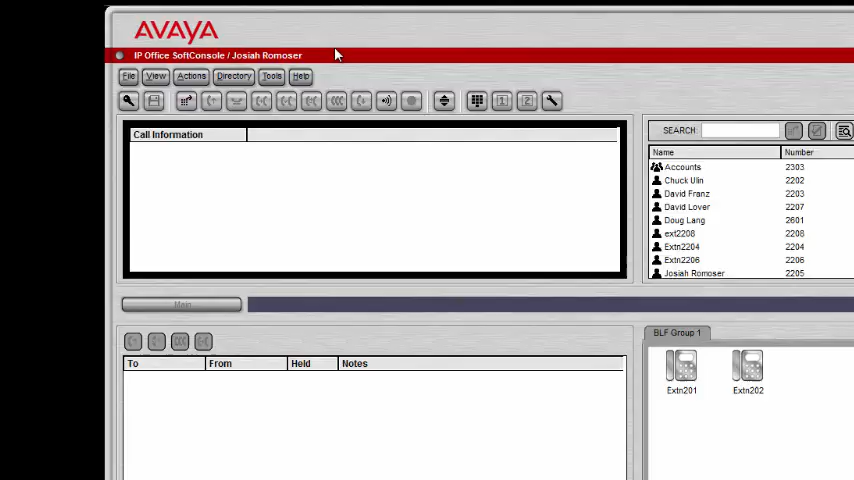 AVAYA
IP Office SoftConsole / Josiah Romoser
File View Actions Directory Tools Help
1 2
Call Information
SEARCH:
Name Number
Accounts 2303
Chuck Ulin 2202
David Franz 2203
David Lover 2207
Doug Lang 2601
ext2208 2208
Extn2204 2204
Extn2206 2206
Josiah Romoser 2205
Main
BLF Group 1
To From Held Notes
Extn201 Extn202